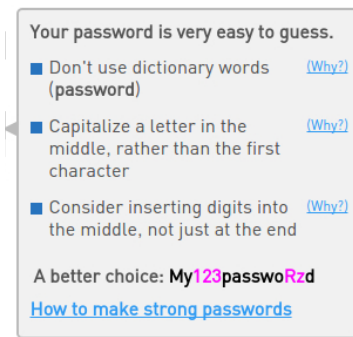 Your password is very easy to guess.
Don't use dictionary words (Why?)
(password)
Capitalize a letter in the (Why?)
middle, rather than the first
character
Consider inserting digits into (Why?)
the middle, not just at the end
A better choice: My123passwoRzd
How to make strong passwords